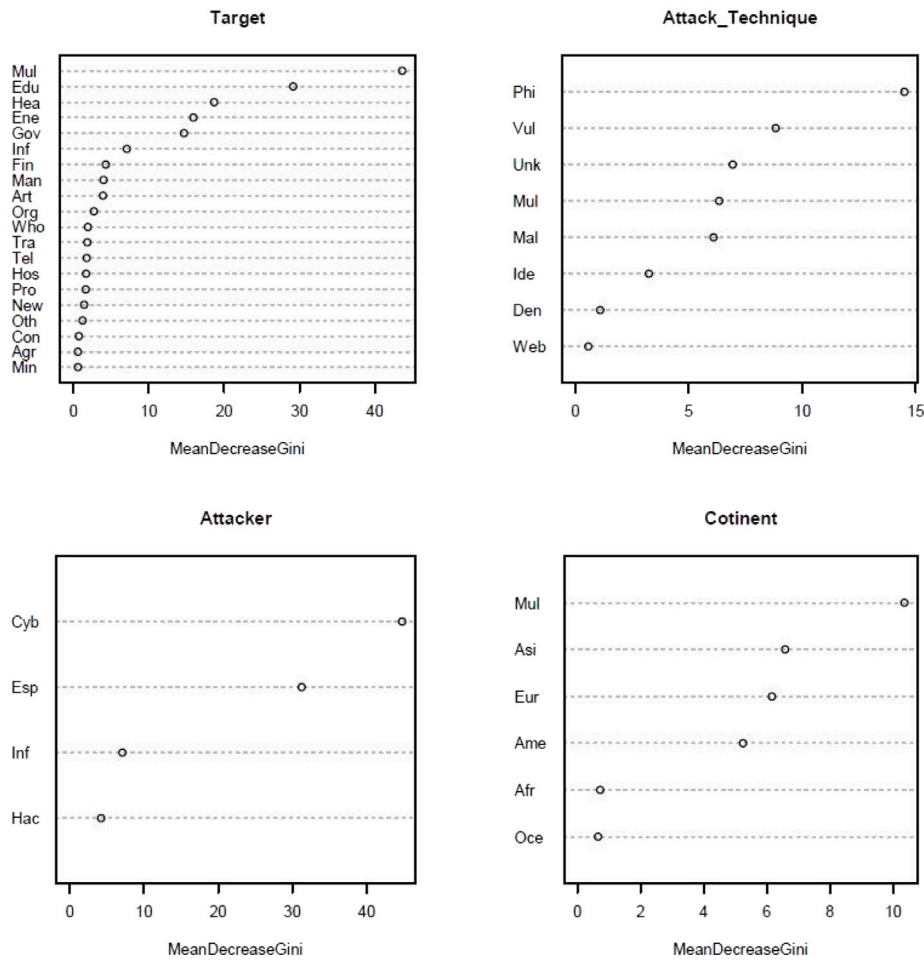 Target
Mul
Edu
Hea
Ene
Gov
Inf
Fin
Man
Art
Org
Who
Tra
Tel
Hos
Pro
New
Oth
Con
Agr
Min
0 10 20 30 40
MeanDecreaseGini
Attack_Technique
Phi
Vul
Unk
Mul
Mal
Ide
Den
Web
0 5 10 15
MeanDecreaseGini
Attacker
Cyb
Esp
Inf
Hac
0 10 20 30 40
MeanDecreaseGini
Cotinent
Mul
Asi
Eur
Ame
Afr
Oce
0 2 4 6 8 10
MeanDecreaseGini